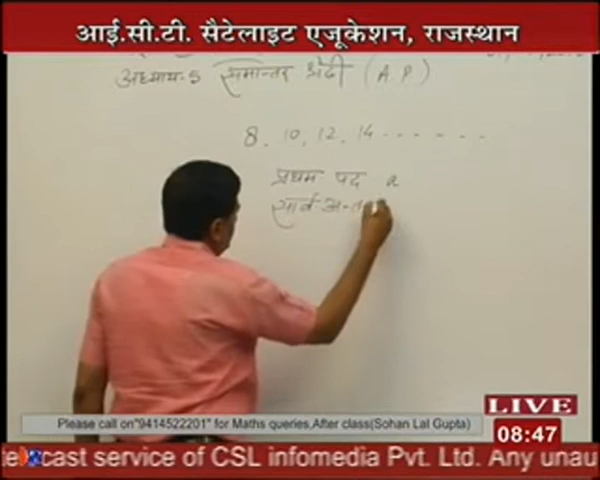 आई.सी.टी. सैटेलाइट एजूकेशन, राजस्थान
अध्याय-5 समान्तर श्रेढी (A.P.)
8, 10, 12, 14 - - - - - -
प्रथम पद a
सार्व अन्त
Please call on"9414522201" for Maths queries,After class(Sohan Lal Gupta)
LIVE
08:47
cast service of CSL infomedia Pvt. Ltd. Any unau